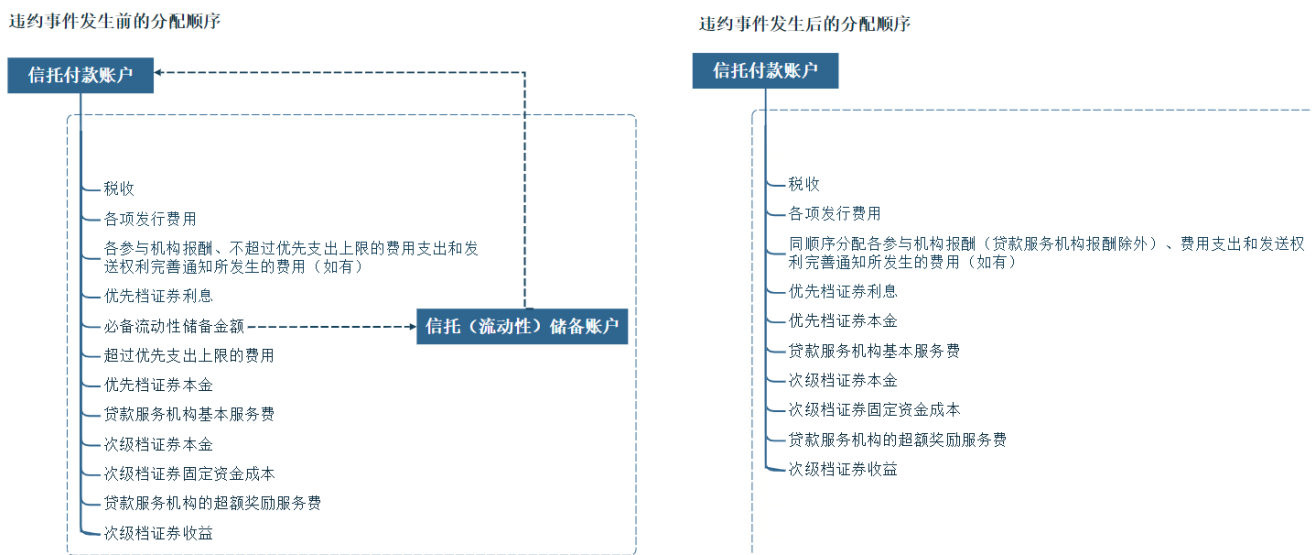 违约事件发生前的分配顺序
信托付款账户
税收
各项发行费用
各参与机构报酬、不超过优先支出上限的费用支出和发
送权利完善通知所发生的费用（如有）
优先档证券利息
必备流动性储备金额
信托（流动性）储备账户
超过优先支出上限的费用
优先档证券本金
贷款服务机构基本服务费
次级档证券本金
次级档证券固定资金成本
贷款服务机构的超额奖励服务费
次级档证券收益
违约事件发生后的分配顺序
信托付款账户
税收
各项发行费用
同顺序分配各参与机构报酬（贷款服务机构报酬除外）、费用支出和发送权
利完善通知所发生的费用（如有）
优先档证券利息
优先档证券本金
贷款服务机构基本服务费
次级档证券本金
次级档证券固定资金成本
贷款服务机构的超额奖励服务费
次级档证券收益